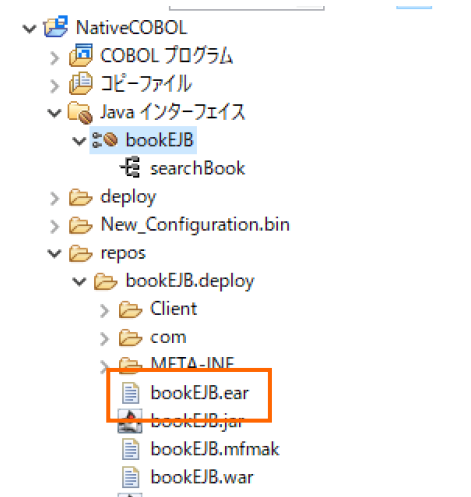 NativeCOBOL
COBOL プログラム
コピーファイル
Java インターフェイス
bookEJB
searchBook
deploy
New_Configuration.bin
repos
bookEJB.deploy
Client
com
META-INF
bookEJB.ear
bookEJB.jar
bookEJB.mfmak
bookEJB.war